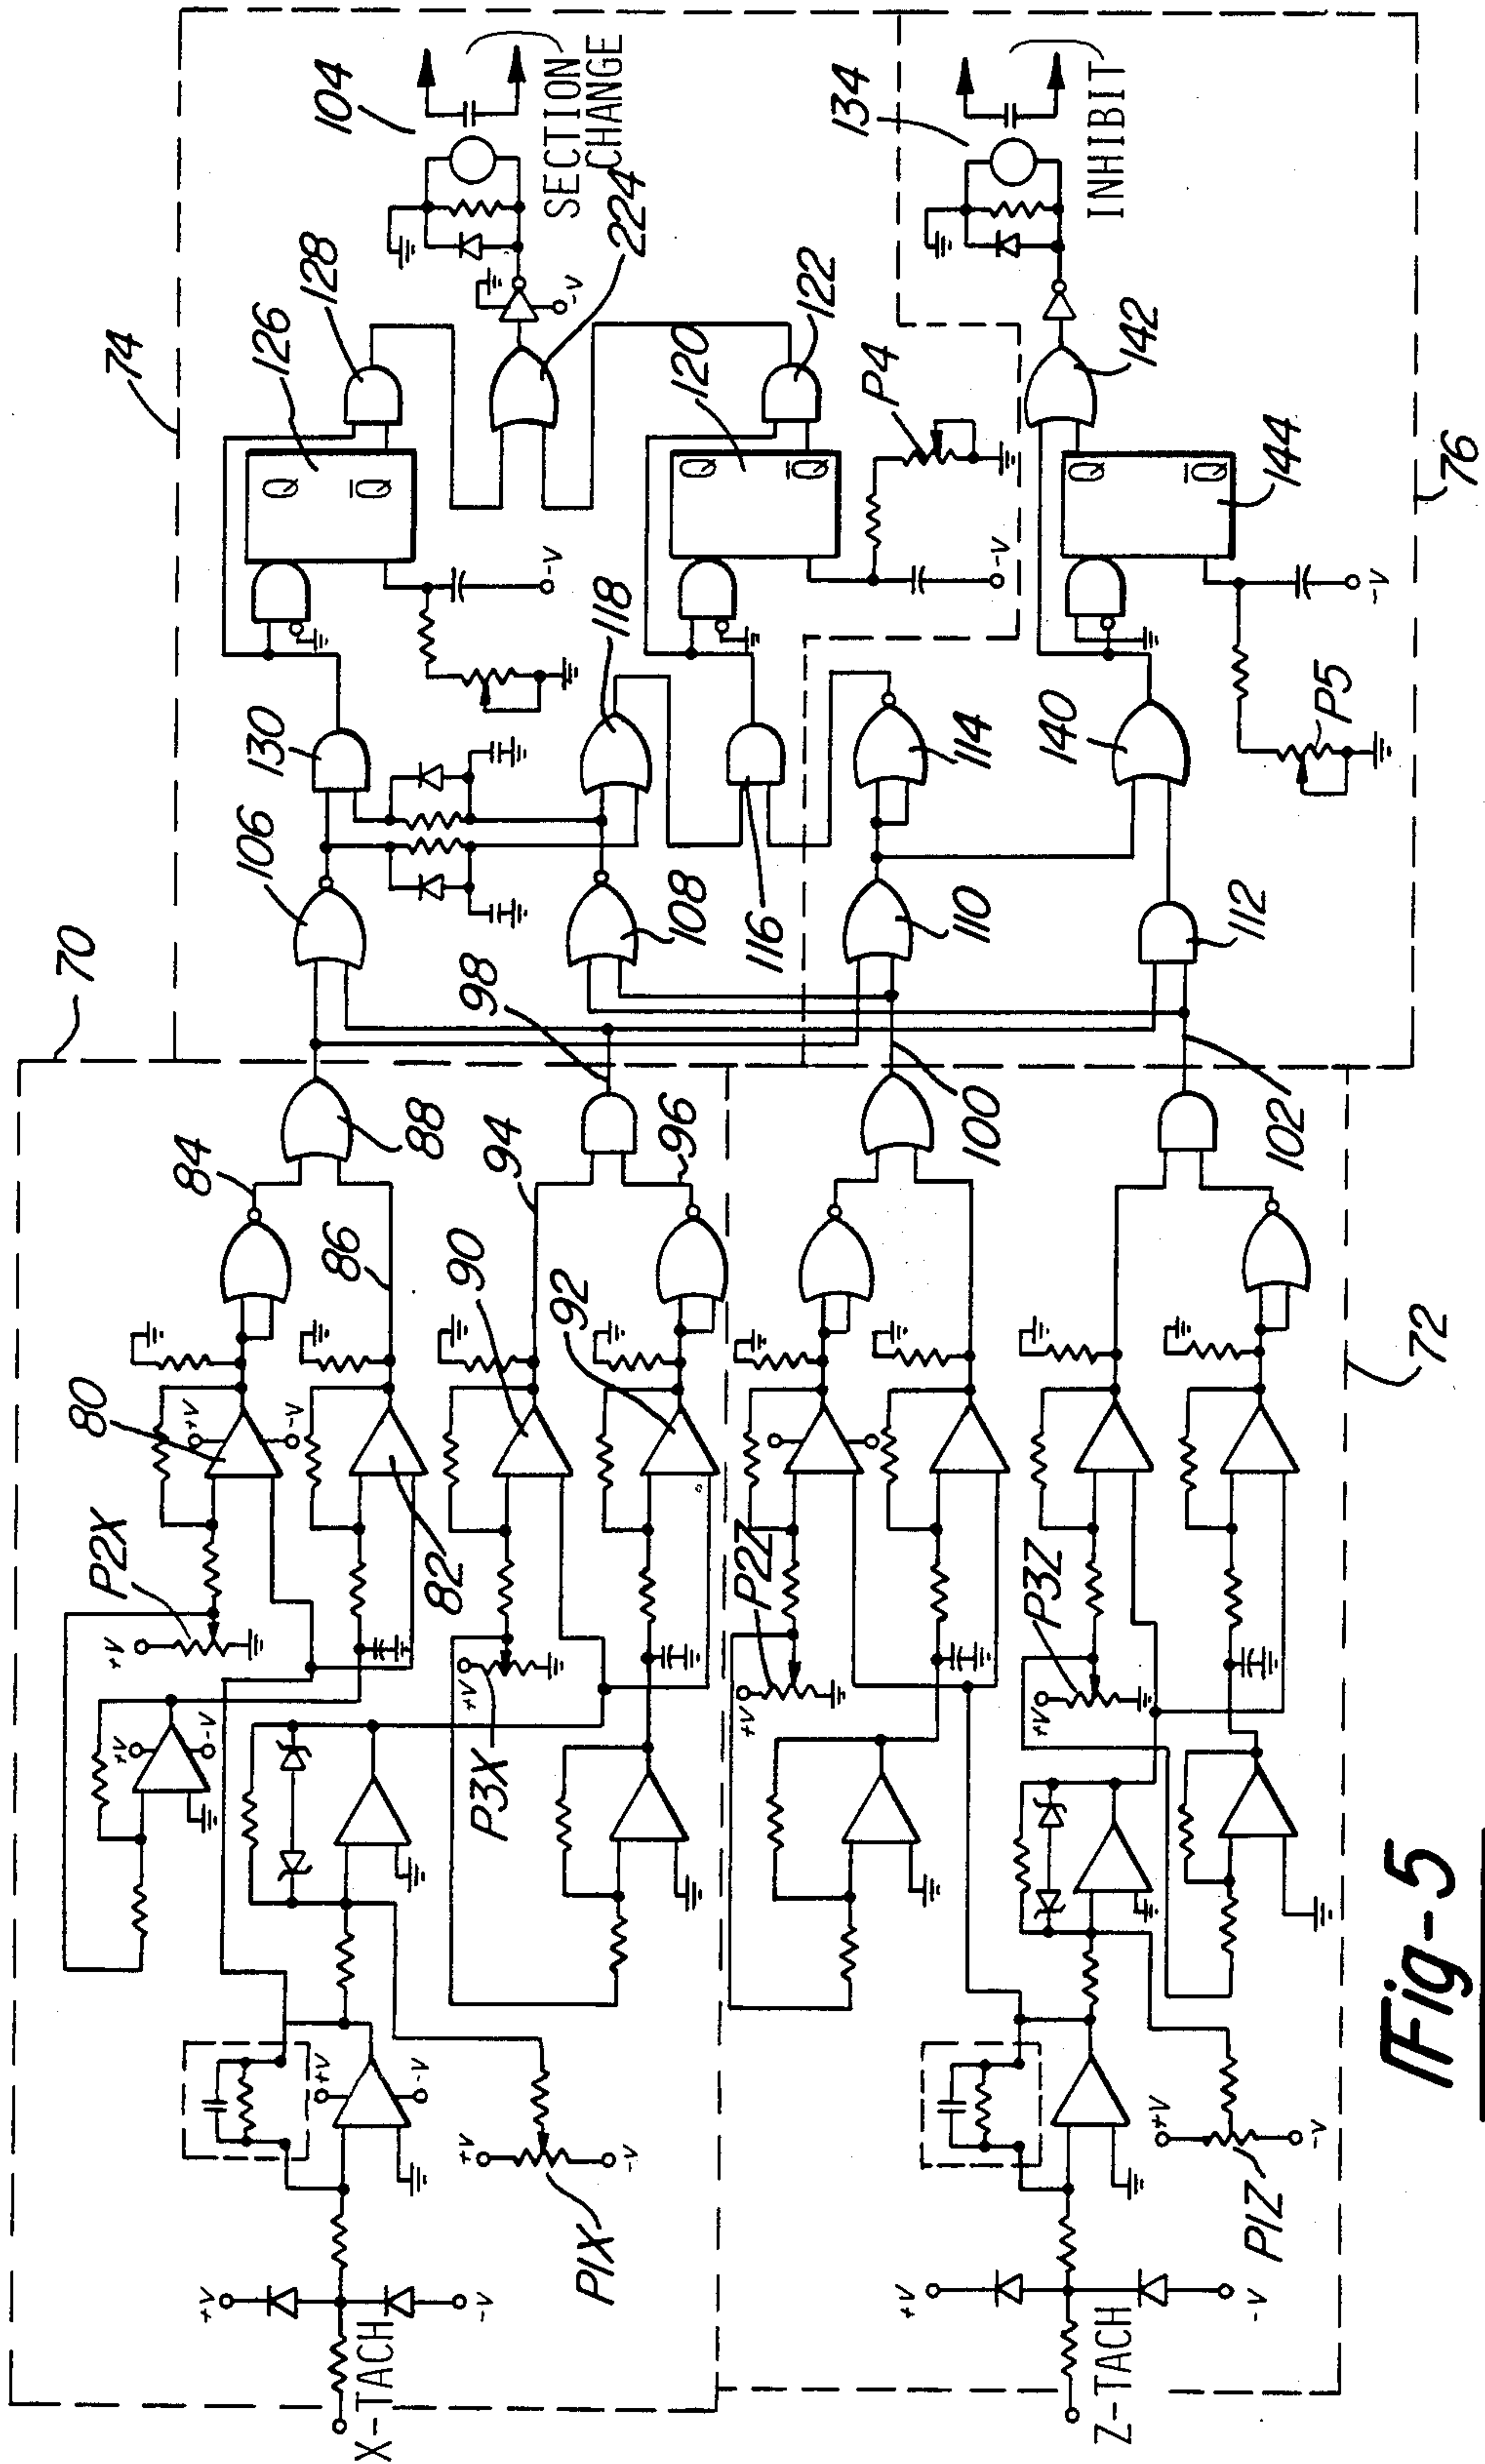 70
80
+V
-V
P2X
+V
+V
-V
84
74
X-TACH
+V
-V
+V
-V
P1X
82
86
88
P3X
+V
90
94
92
96
98
106
130
126
Q
Q̅
128
104
-V
118
108
SECTION
CHANGE
224
116
120
Q
Q̅
122
P4
-V
P2Z
+V
100
110
114
134
INHIBIT
Z-TACH
+V
-V
+V
-V
P1Z
P3Z
+V
102
112
140
142
Q
Q̅
144
P5
-V
72
76
Fig-5